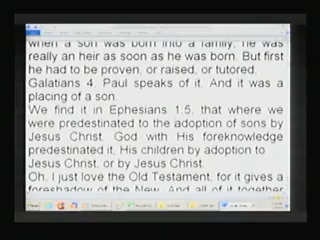 when a son was born into a family, he was
really an heir as soon as he was born. But first
he had to be proven, or raised, or tutored.
Galatians 4. Paul speaks of it. And it was a
placing of a son.
We find it in Ephesians 1:5, that where we
were predestinated to the adoption of sons by
Jesus Christ. God with His foreknowledge
predestinated it. His children by adoption to
Jesus Christ, or by Jesus Christ.
Oh, I just love the Old Testament, for it gives a
foreshadow of the New. And all of it together